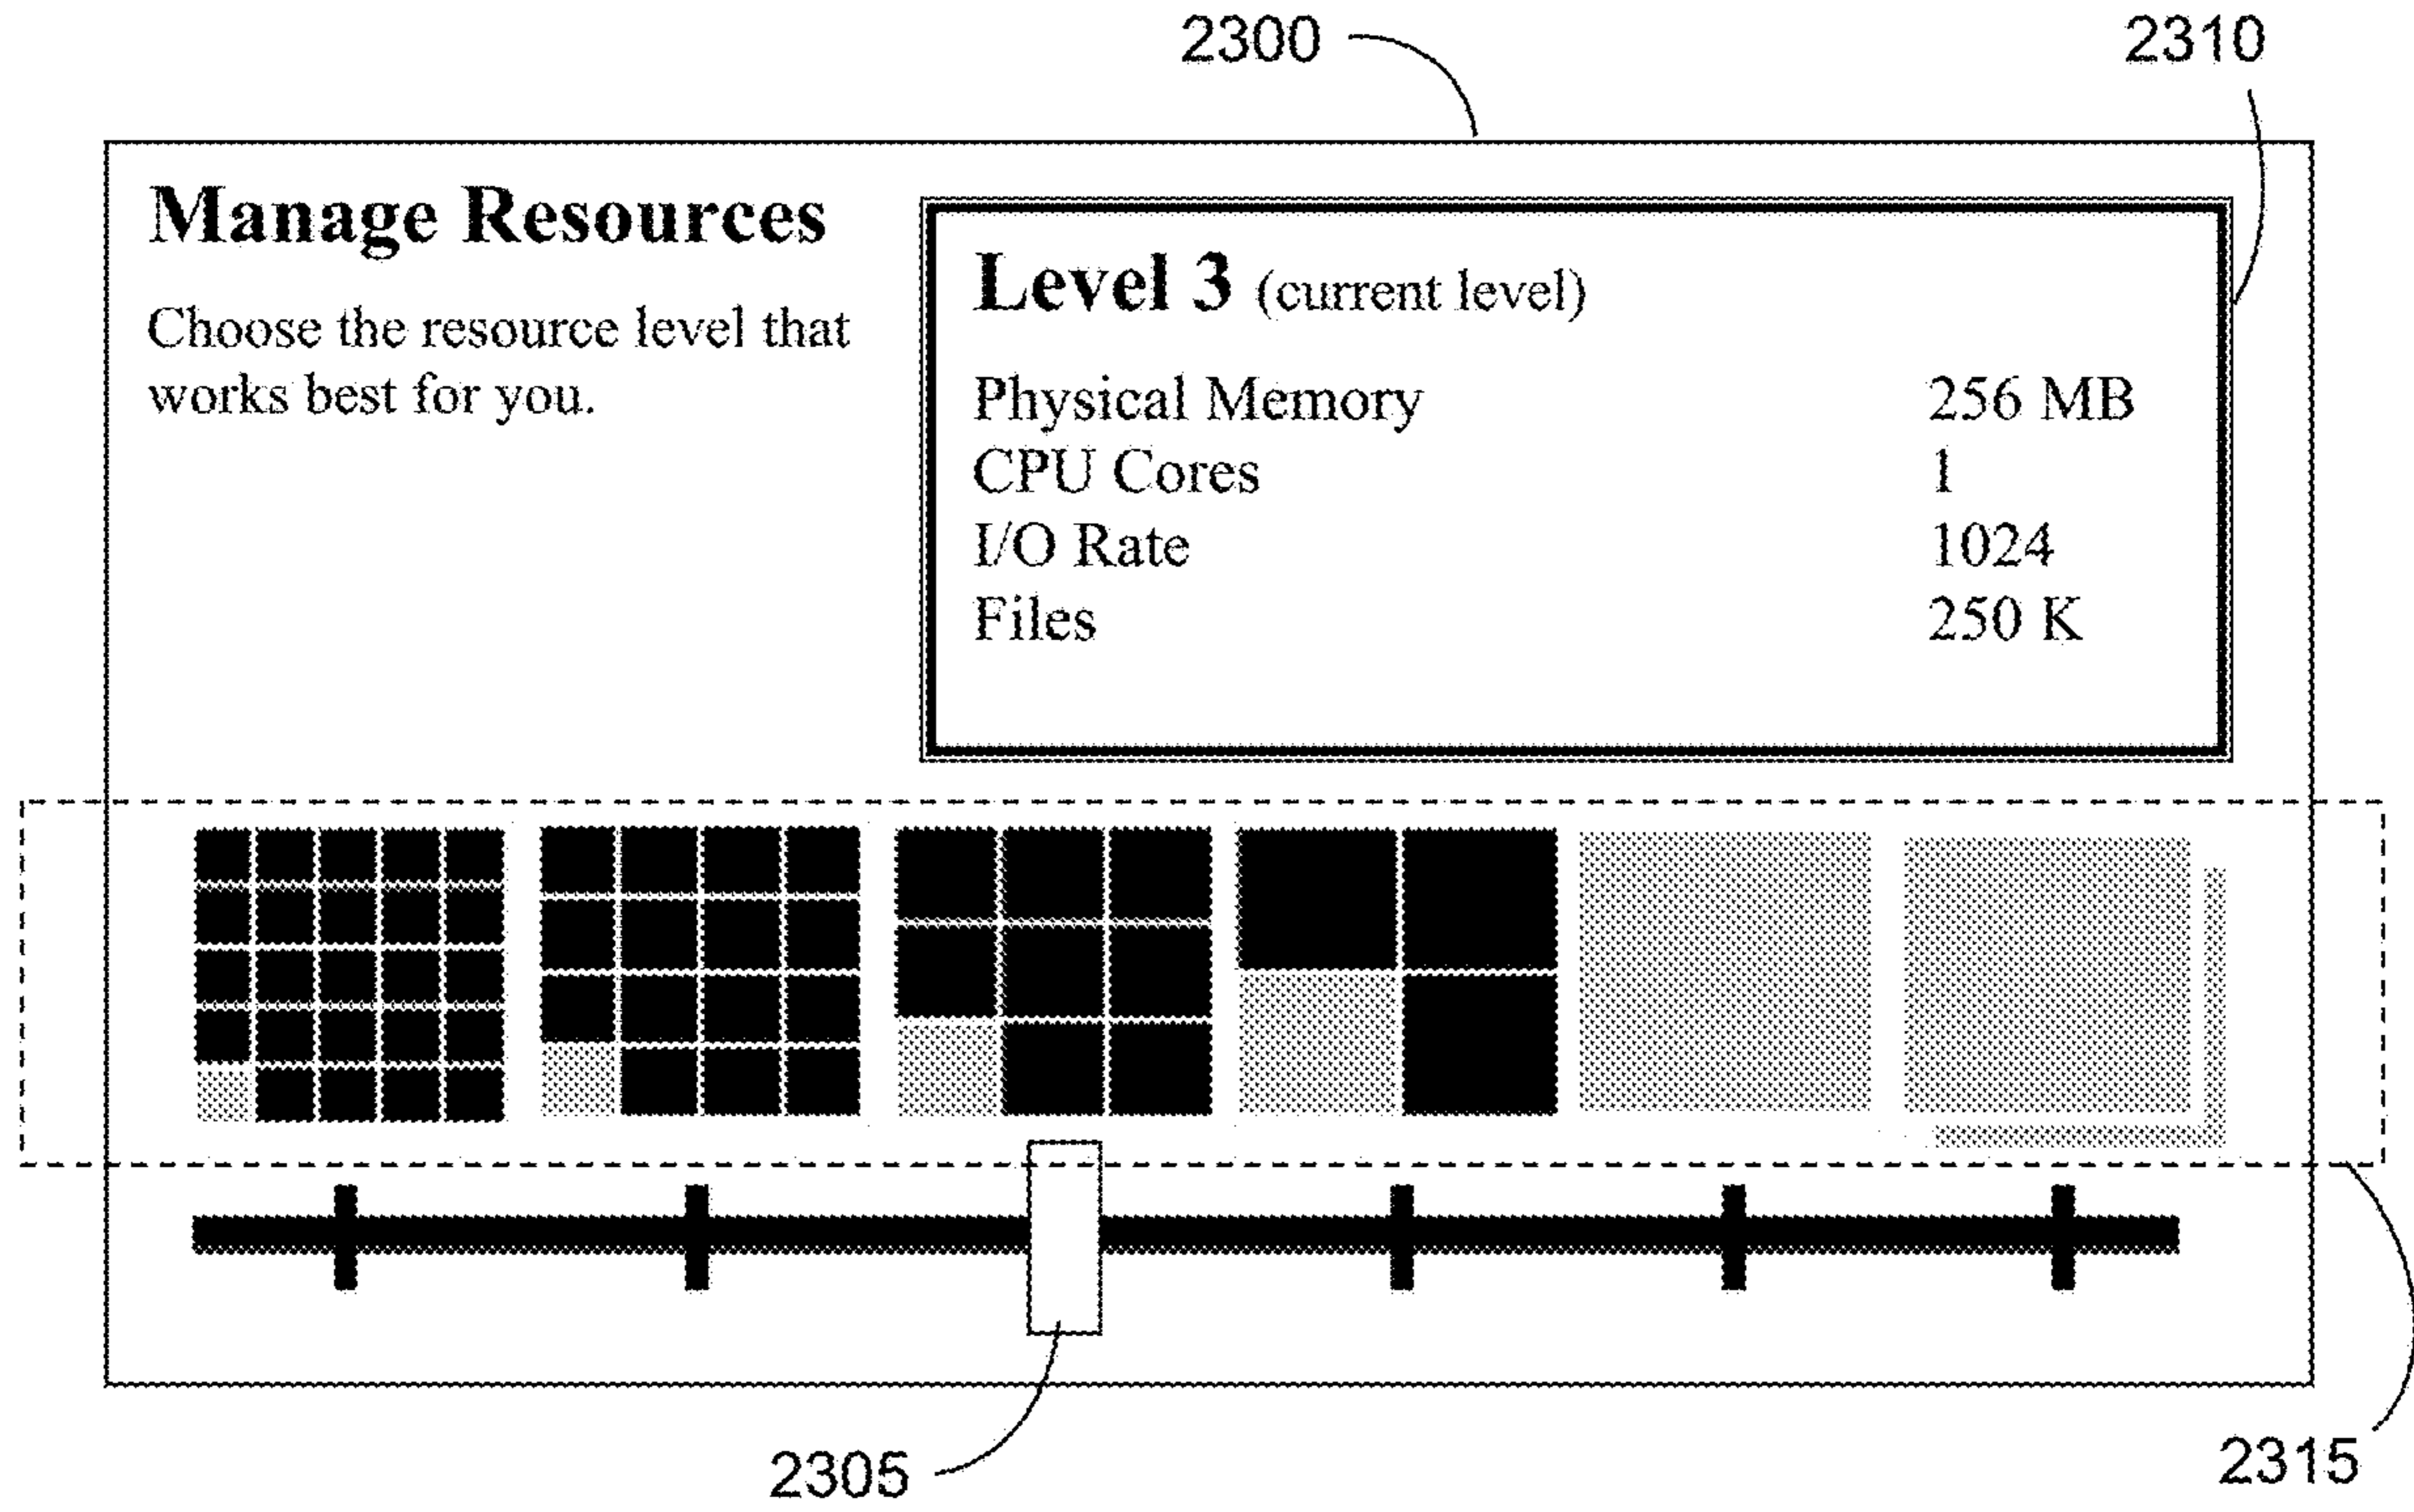 2300
2310
Manage Resources
Choose the resource level that
works best for you.
Level 3 (current level)
Physical Memory 256 MB
CPU Cores 1
I/O Rate 1024
Files 250 K
2305
2315